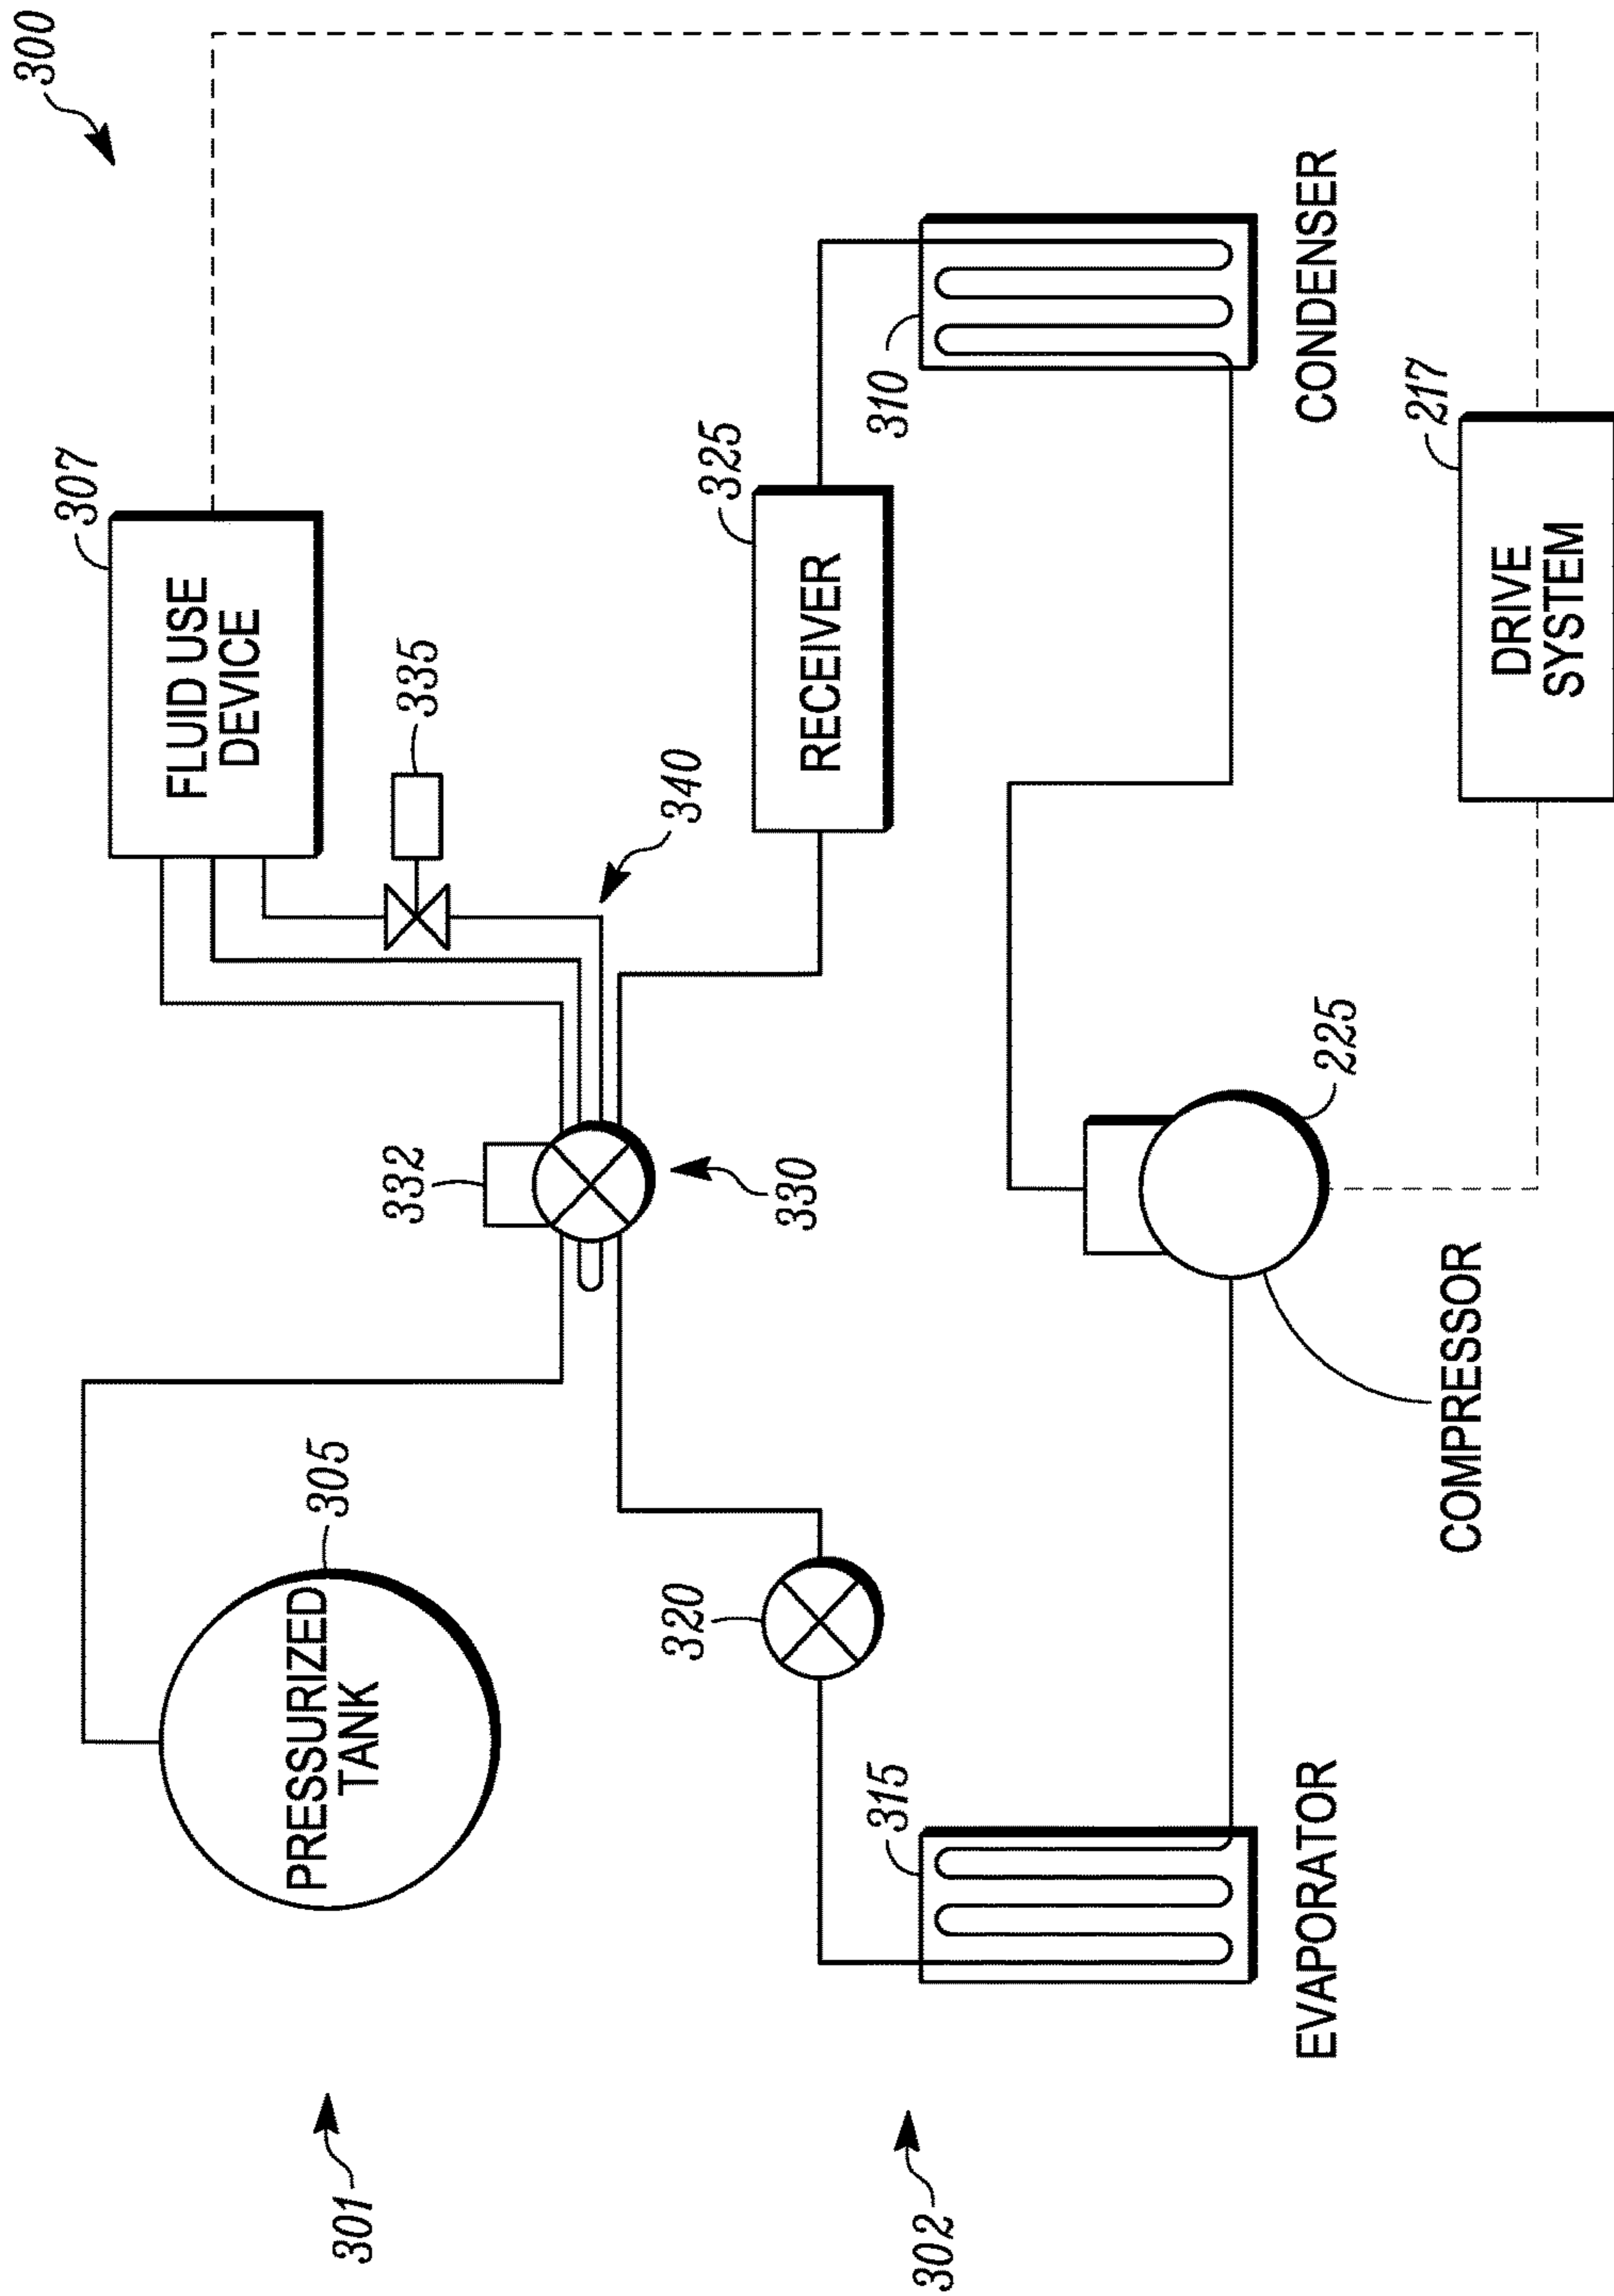 300
307
FLUID USE
DEVICE
335
340
332
330
305
PRESSURIZED
TANK
301
325
RECEIVER
320
310
315
302
CONDENSER
EVAPORATOR
225
COMPRESSOR
217
DRIVE
SYSTEM